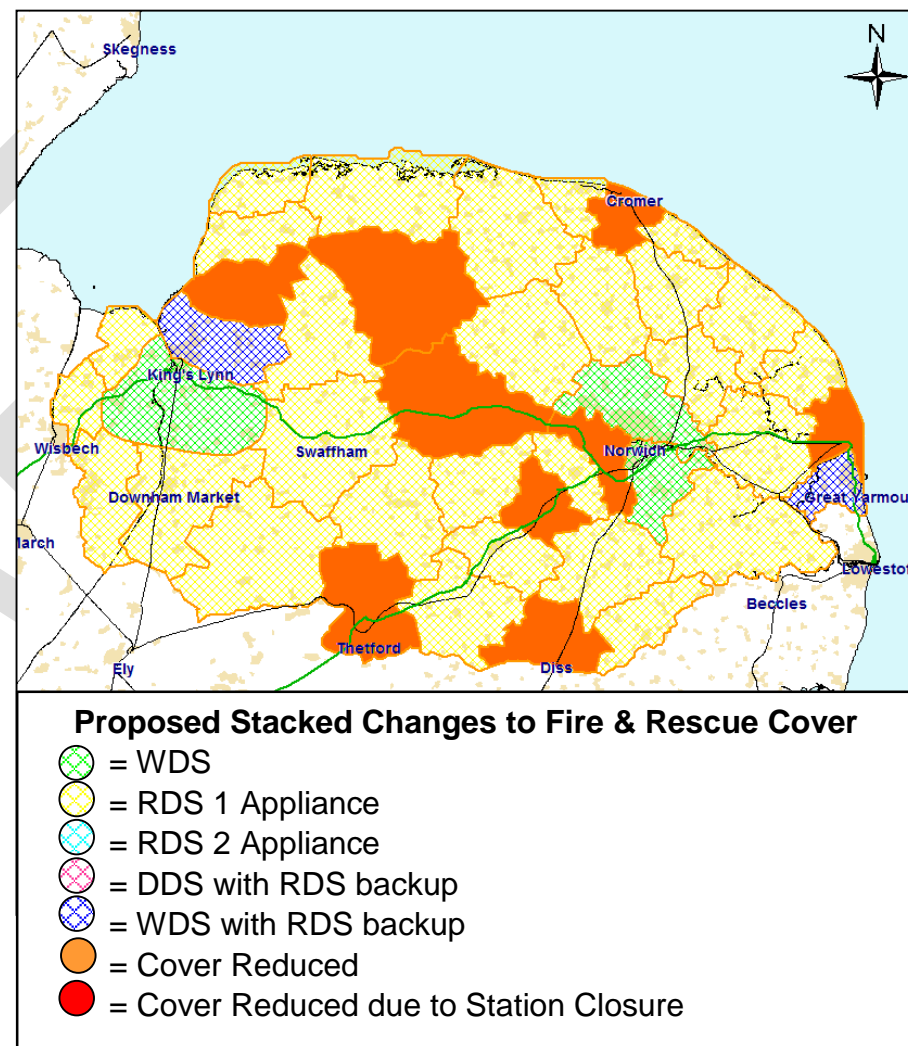 Skegness
N
Cromer
King's Lynn
Wisbech
Swaffham
Norwich
Downham Market
Great Yarmou
March
Lowestof
Beccles
Thetford
Ely
Diss
Proposed Stacked Changes to Fire & Rescue Cover
= WDS
= RDS 1 Appliance
= RDS 2 Appliance
= DDS with RDS backup
= WDS with RDS backup
= Cover Reduced
= Cover Reduced due to Station Closure